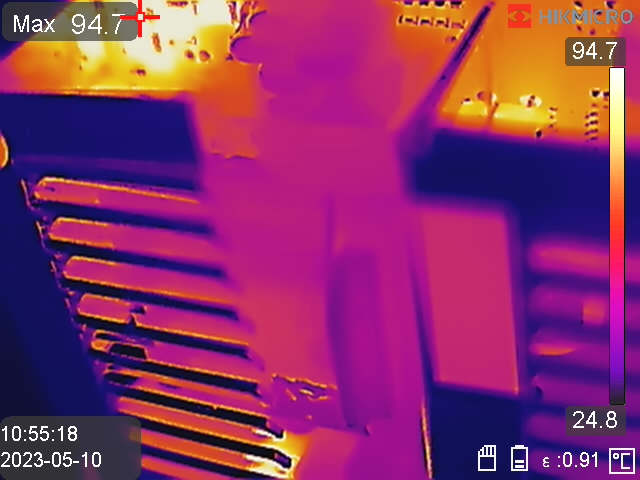 Max 94.7
HIKMICRO
94.7
24.8
10:55:18
2023-05-10
ε :0.91 °C